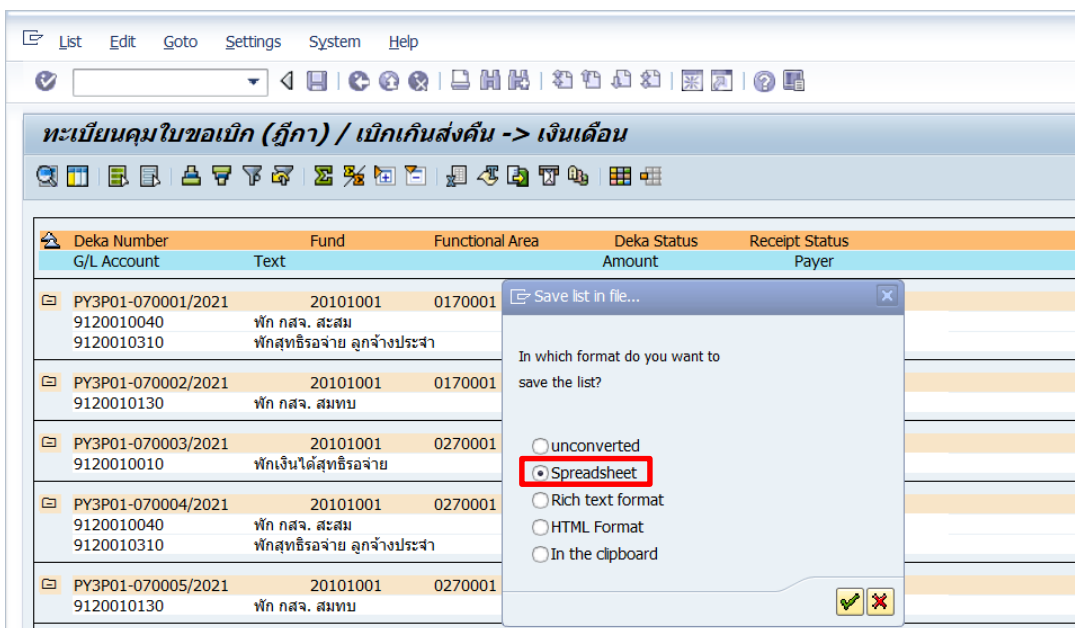 List Edit Goto Settings System Help
ทะเบียนคุมใบขอเบิก (ฎีกา) / เบิกเกินส่งคืน -> เงินเดือน
Deka Number Fund Functional Area Deka Status Receipt Status
G/L Account Text Amount Payer
PY3P01-070001/2021 20101001 0170001
9120010040 พัก กสจ. สะสม
9120010310 พักสุทธิรอจ่าย ลูกจ้างประจำ
PY3P01-070002/2021 20101001 0170001
9120010130 พัก กสจ. สมทบ
PY3P01-070003/2021 20101001 0270001
9120010010 พักเงินได้สุทธิรอจ่าย
PY3P01-070004/2021 20101001 0270001
9120010040 พัก กสจ. สะสม
9120010310 พักสุทธิรอจ่าย ลูกจ้างประจำ
PY3P01-070005/2021 20101001 0270001
9120010130 พัก กสจ. สมทบ
Save list in file...
In which format do you want to
save the list?
unconverted
Spreadsheet
Rich text format
HTML Format
In the clipboard